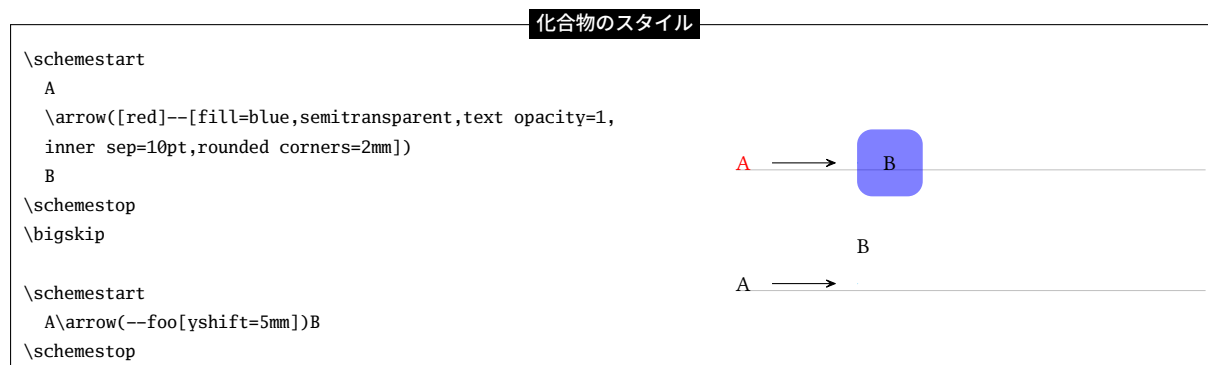 化合物のスタイル
\schemestart
A
\arrow([red]--[fill=blue,semitransparent,text opacity=1,
inner sep=10pt,rounded corners=2mm])
B
\schemestop
\bigskip
\schemestart
A\arrow(--foo[yshift=5mm])B
\schemestop
A B
B
A